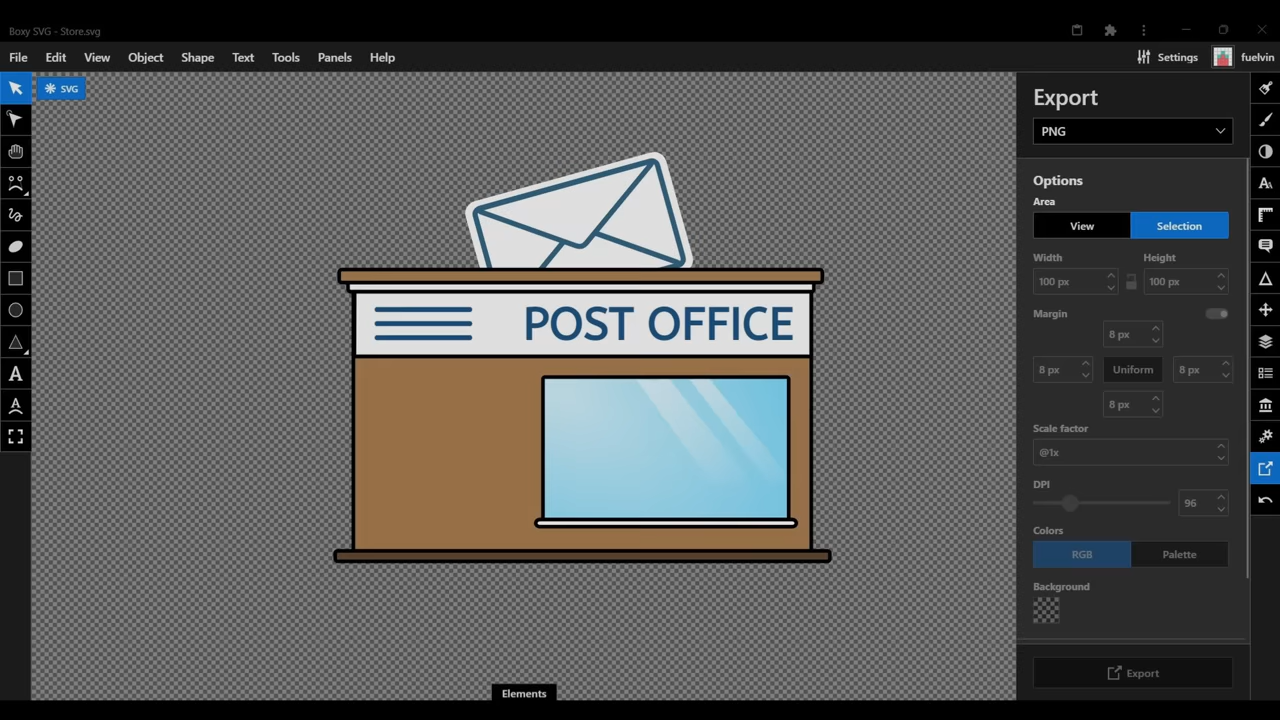 Boxy SVG - Store.svg
File Edit View Object Shape Text Tools Panels Help
Settings fuelvin
SVG
POST OFFICE
Elements
Export
PNG
Options
Area
View Selection
Width Height
100 px 100 px
Margin
8 px
8 px Uniform 8 px
8 px
Scale factor
@1x
DPI
96
Colors
RGB Palette
Background
Export